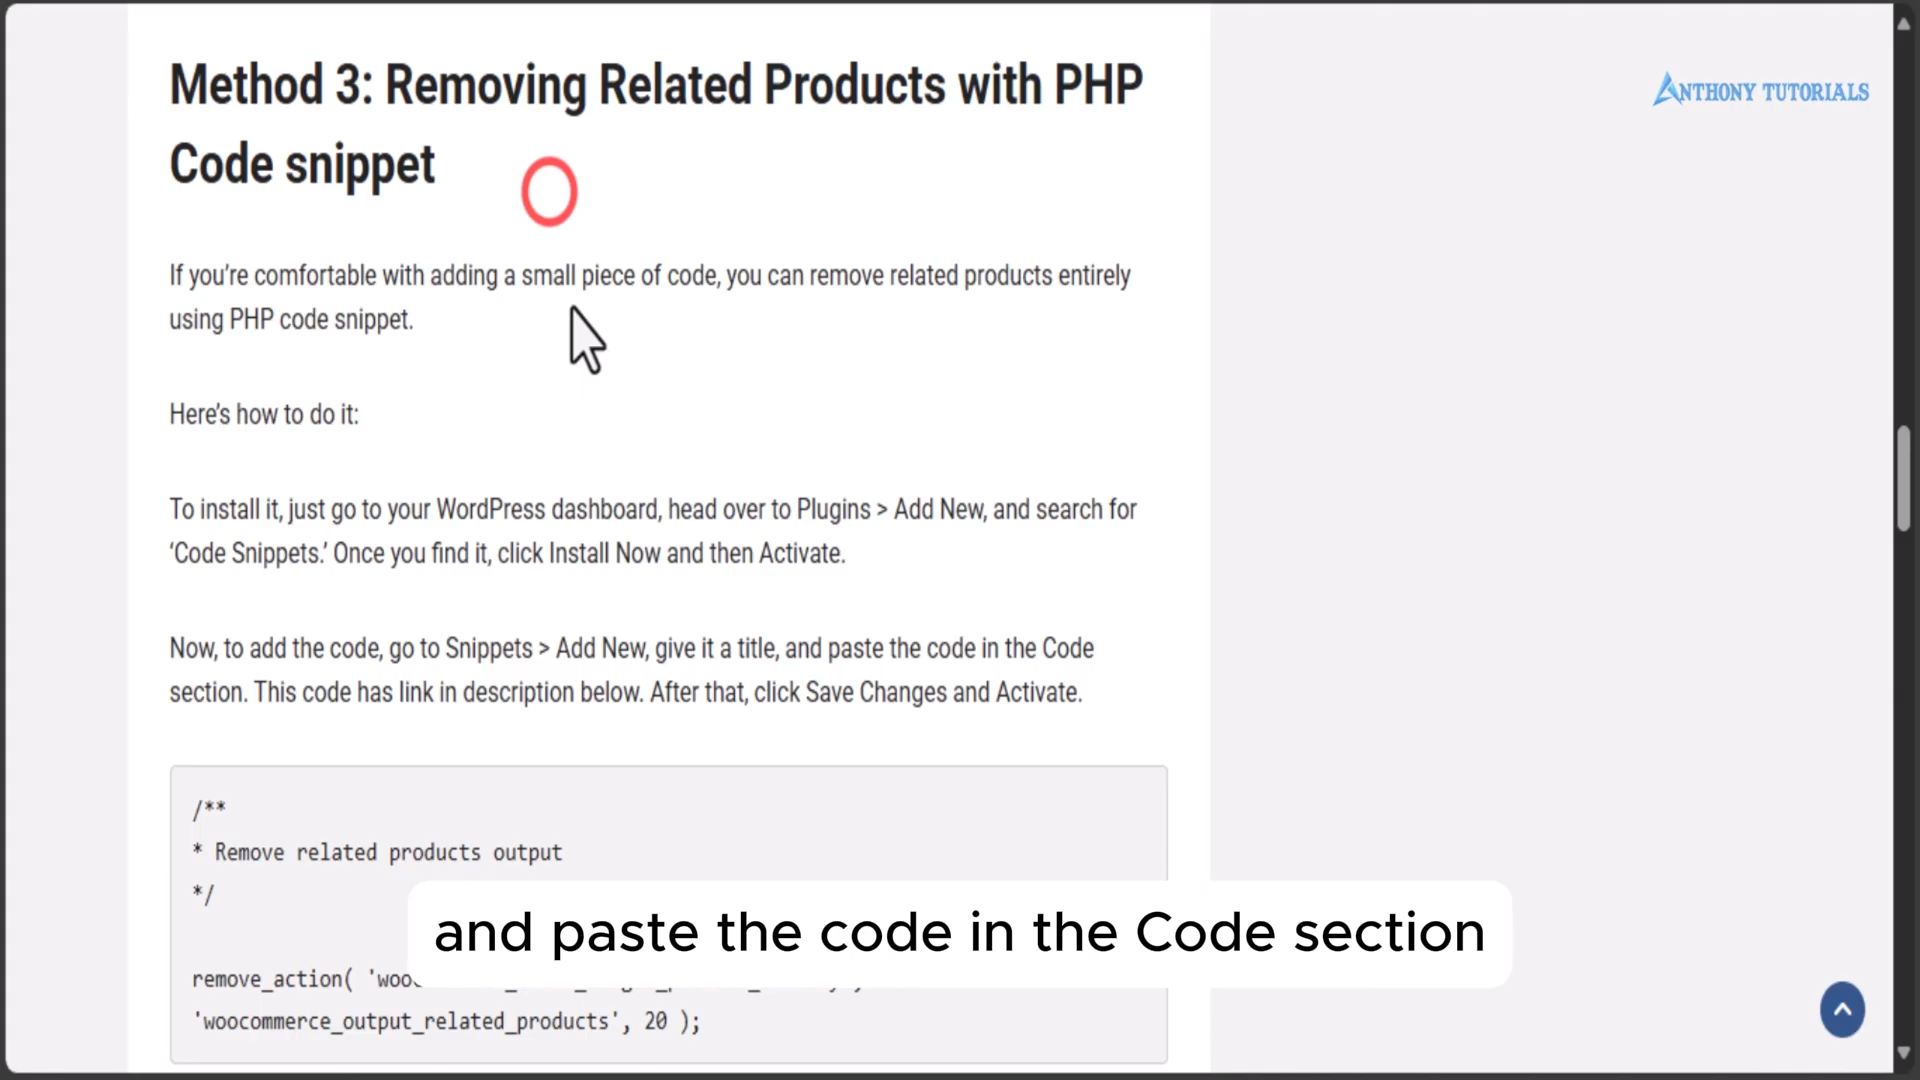 Method 3: Removing Related Products with PHP
Code snippet
ANTHONY TUTORIALS
If you’re comfortable with adding a small piece of code, you can remove related products entirely
using PHP code snippet.
Here’s how to do it:
To install it, just go to your WordPress dashboard, head over to Plugins > Add New, and search for
‘Code Snippets.’ Once you find it, click Install Now and then Activate.
Now, to add the code, go to Snippets > Add New, give it a title, and paste the code in the Code
section. This code has link in description below. After that, click Save Changes and Activate.
/**
* Remove related products output
*/
and paste the code in the Code section
remove_action(
'woocommerce_output_related_products', 20 );